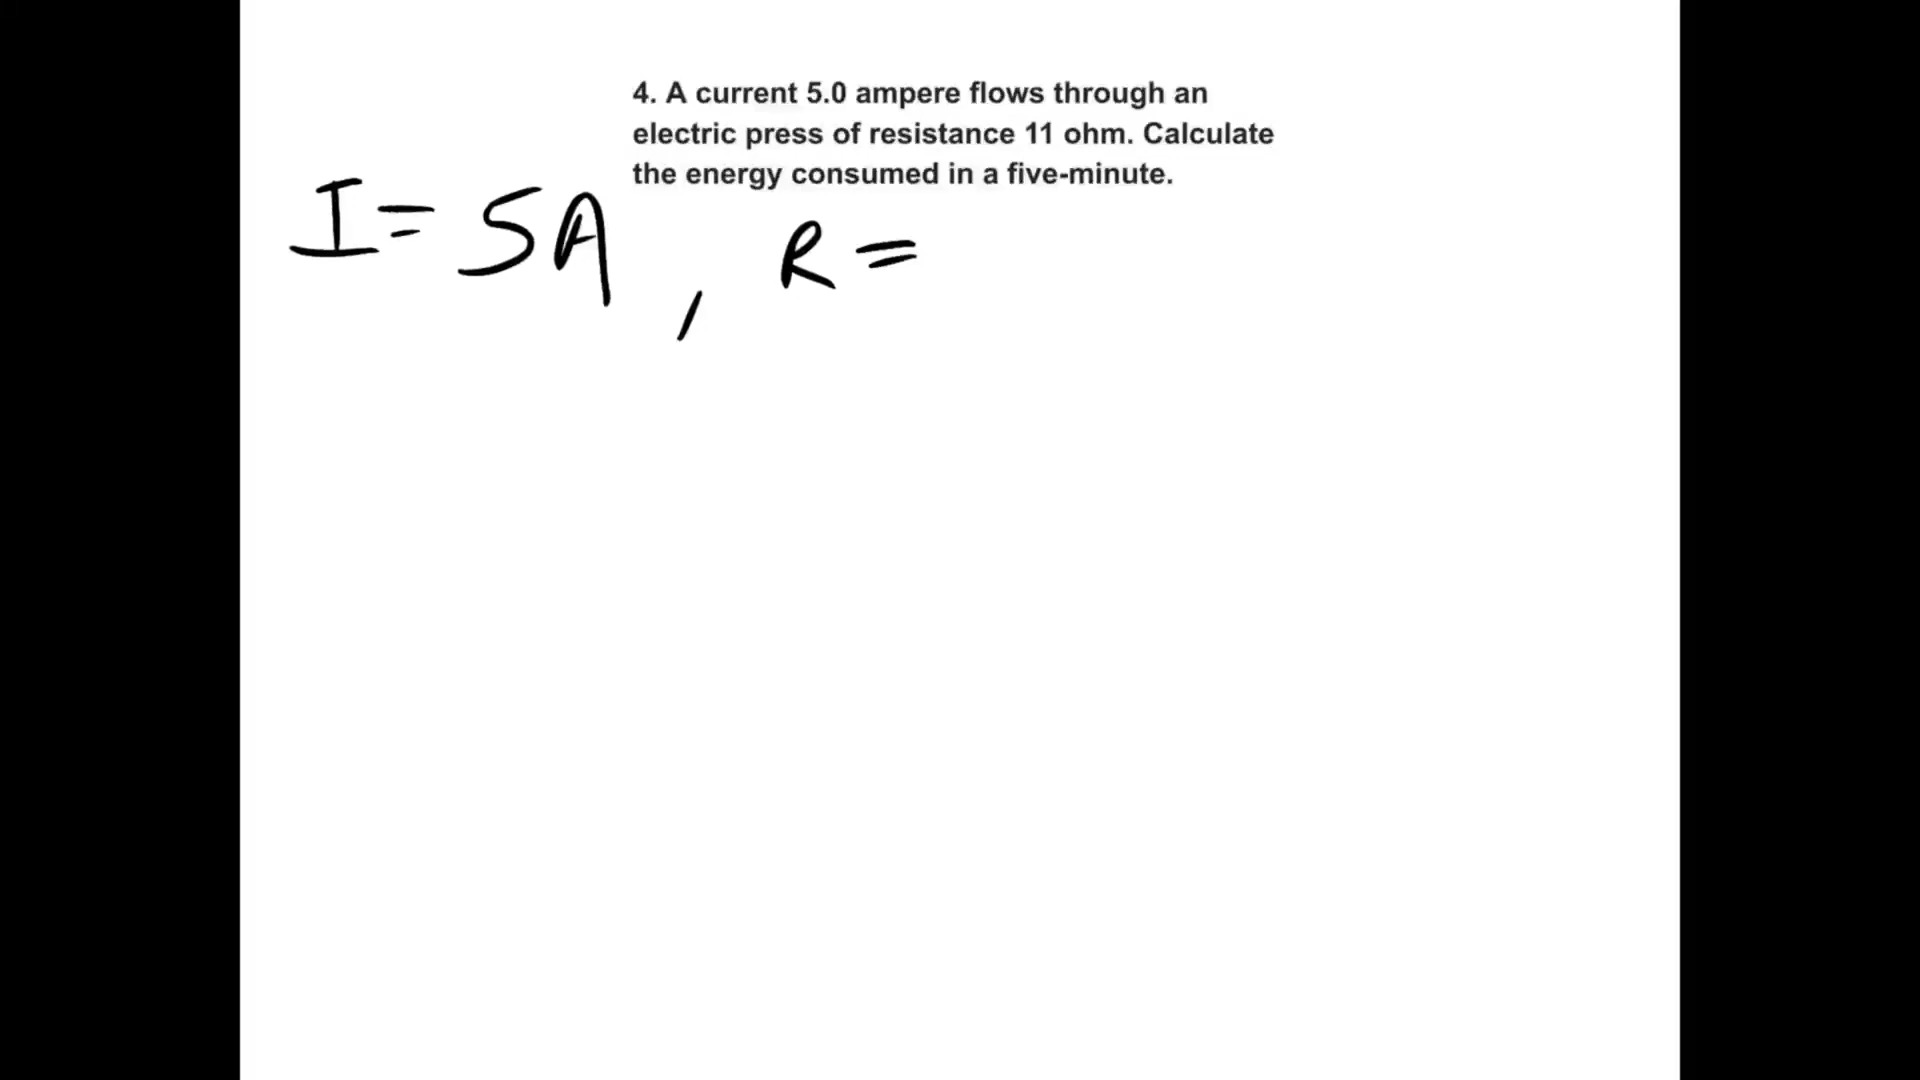 4. A current 5.0 ampere flows through an
electric press of resistance 11 ohm. Calculate
the energy consumed in a five-minute.
I = 5A , R =